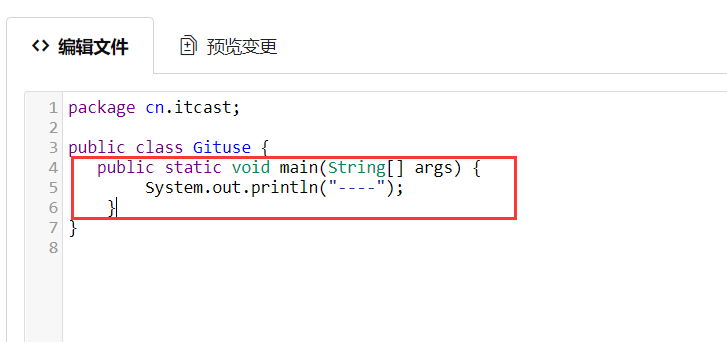 <> 编辑文件 预览变更
1 package cn.itcast;
2
3 public class Gituse {
4 public static void main(String[] args) {
5 System.out.println("----");
6 }
7 }
8